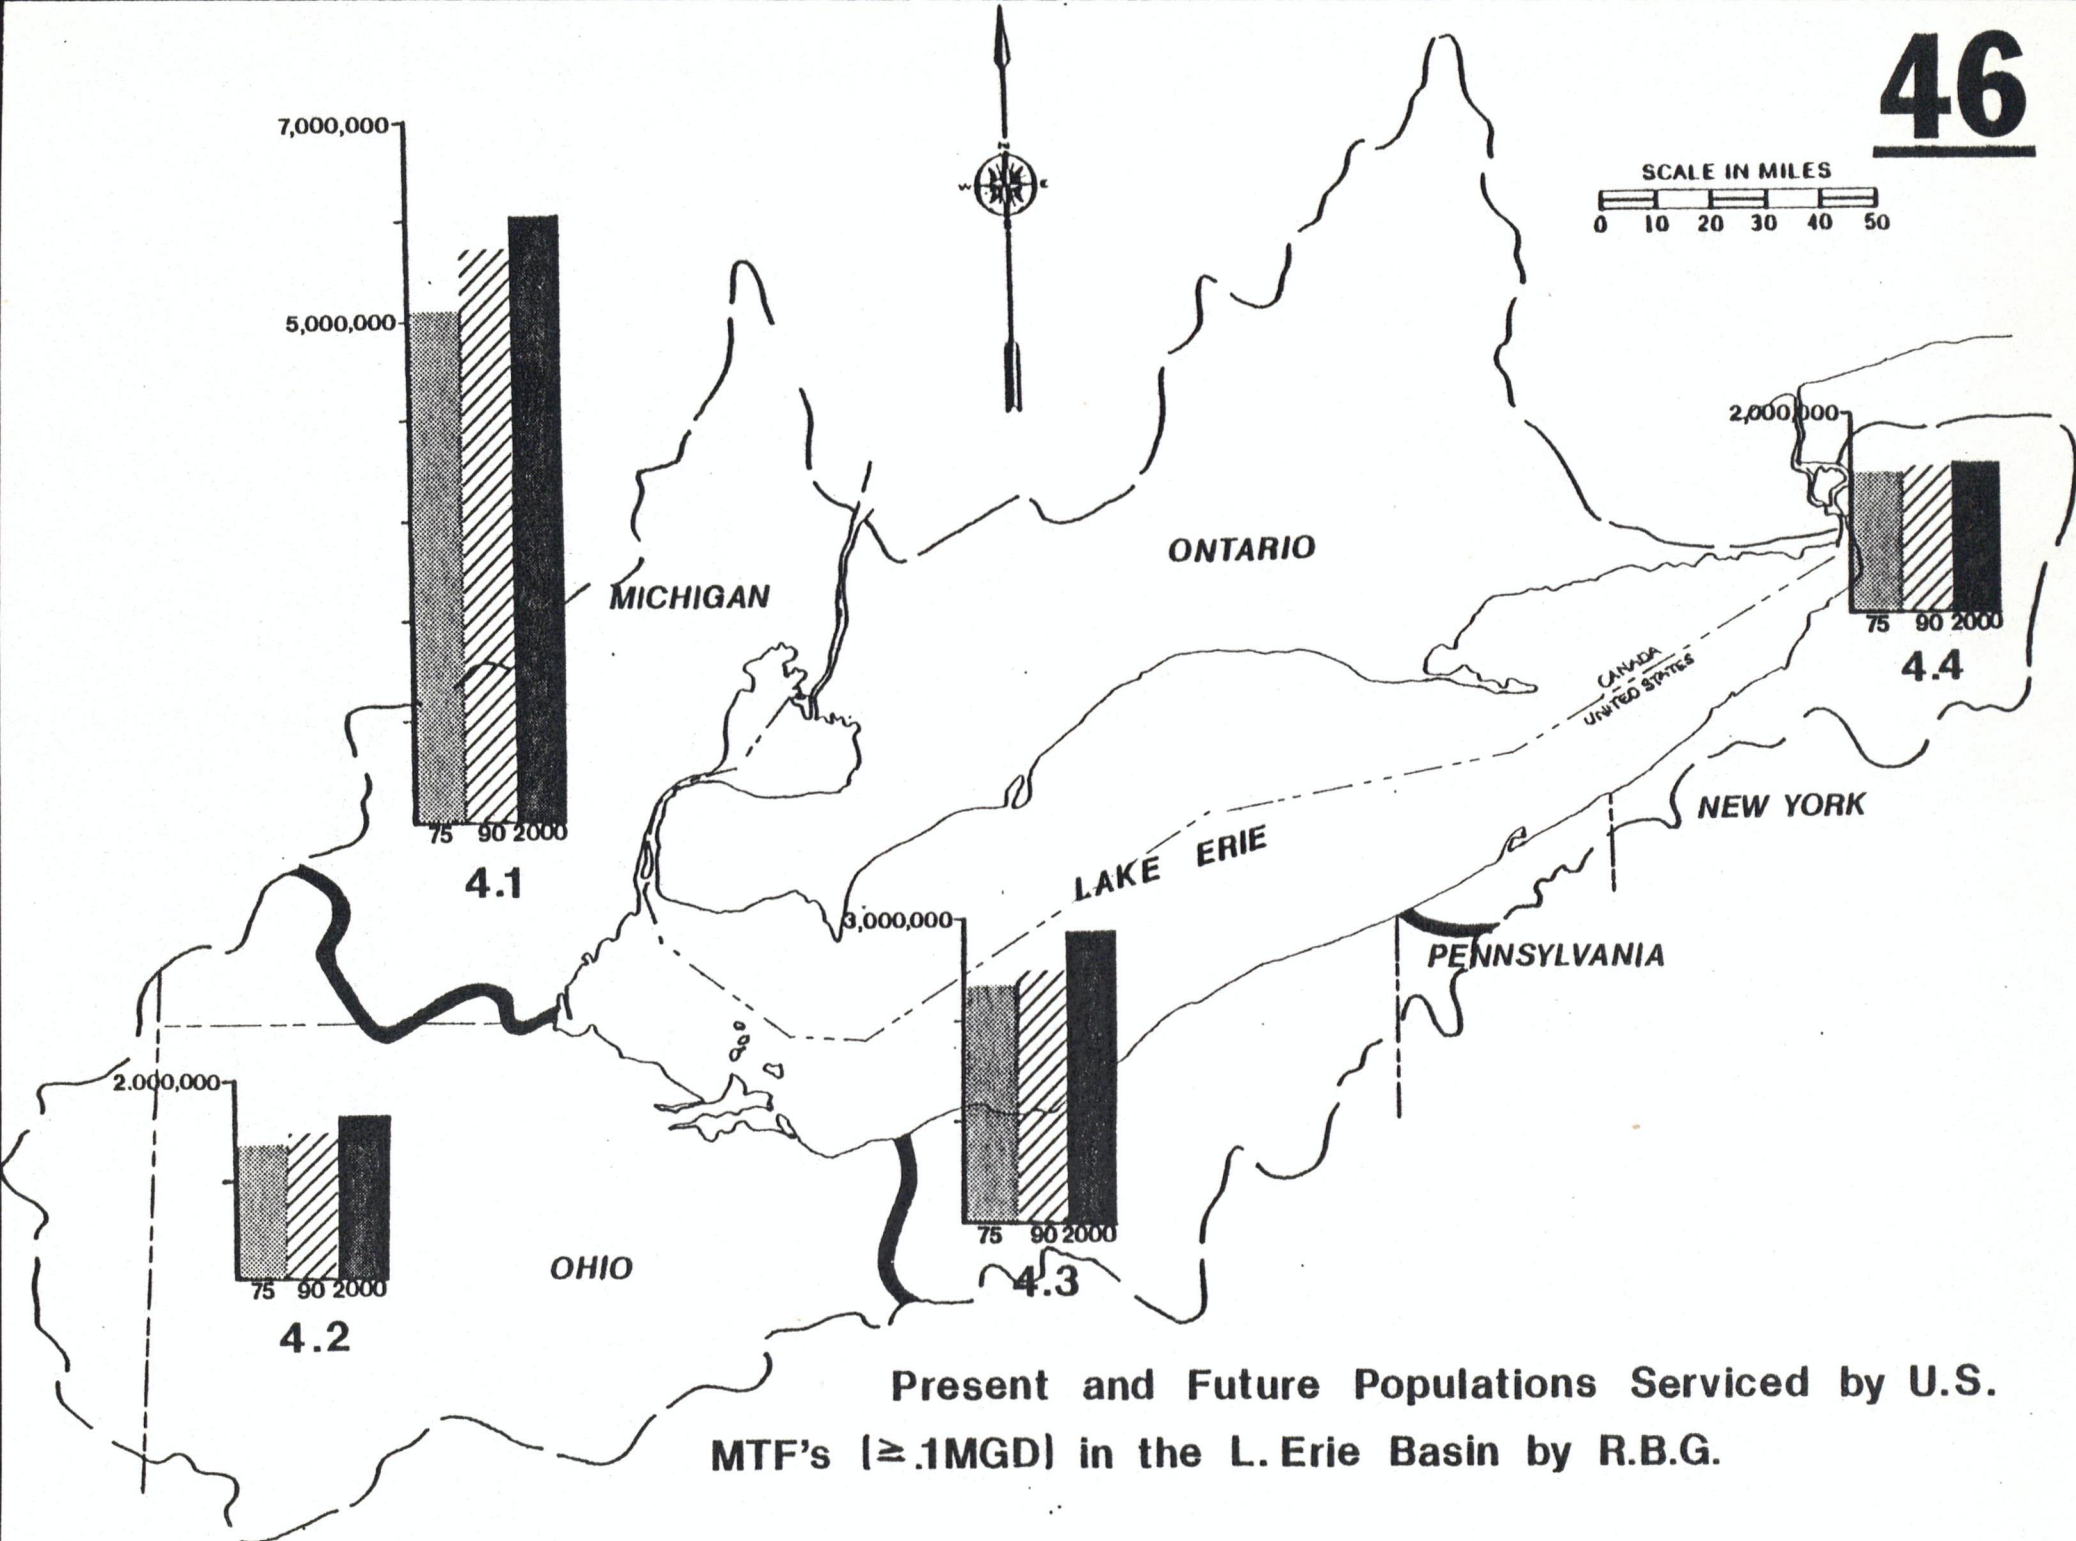 46
7,000,000
N
W E
SCALE IN MILES
0 10 20 30 40 50
5,000,000
2,000,000
ONTARIO
MICHIGAN
75 90 2000
4.4
CANADA
UNITED STATES
NEW YORK
75 90 2000
4.1
LAKE ERIE
3,000,000
PENNSYLVANIA
2.000,000
75 90 2000
4.3
OHIO
75 90 2000
4.2
Present and Future Populations Serviced by U.S.
MTF's (≥.1MGD) in the L. Erie Basin by R.B.G.